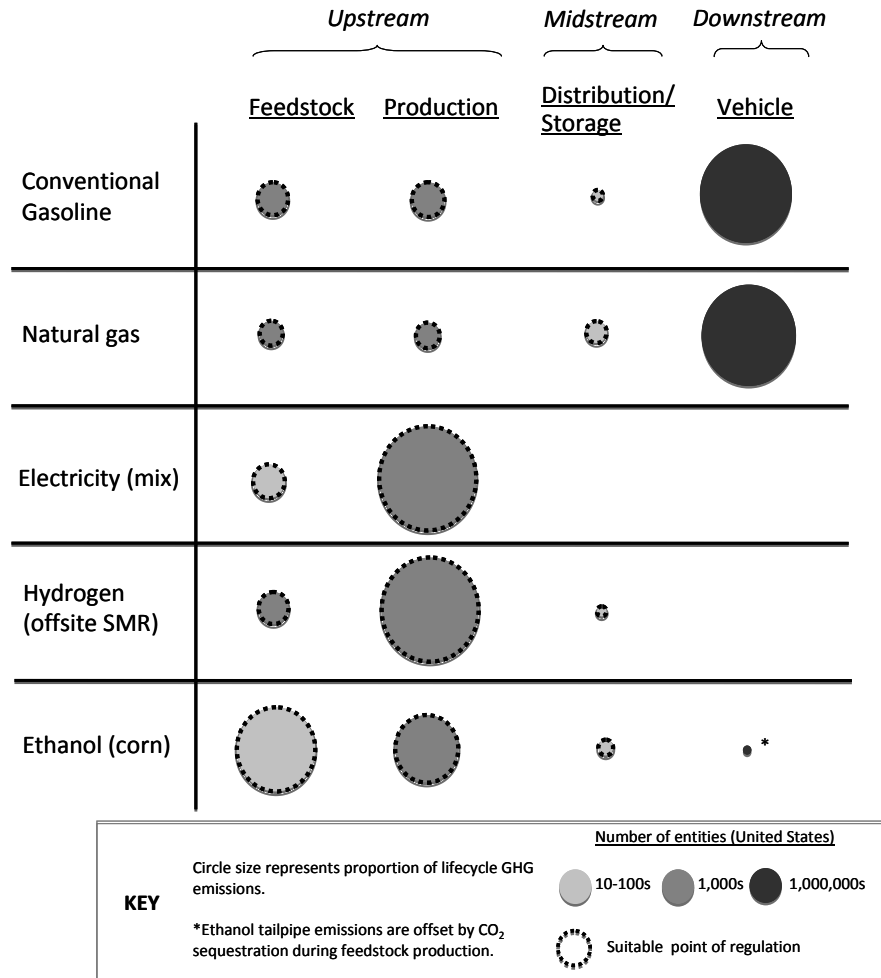 Upstream Midstream Downstream
Feedstock Production Distribution/
Storage Vehicle
Conventional
Gasoline
Natural gas
Electricity (mix)
Hydrogen
(offsite SMR)
Ethanol (corn) *
KEY
Circle size represents proportion of lifecycle GHG
emissions.
*Ethanol tailpipe emissions are offset by CO₂
sequestration during feedstock production.
Number of entities (United States)
10-100s 1,000s 1,000,000s
Suitable point of regulation